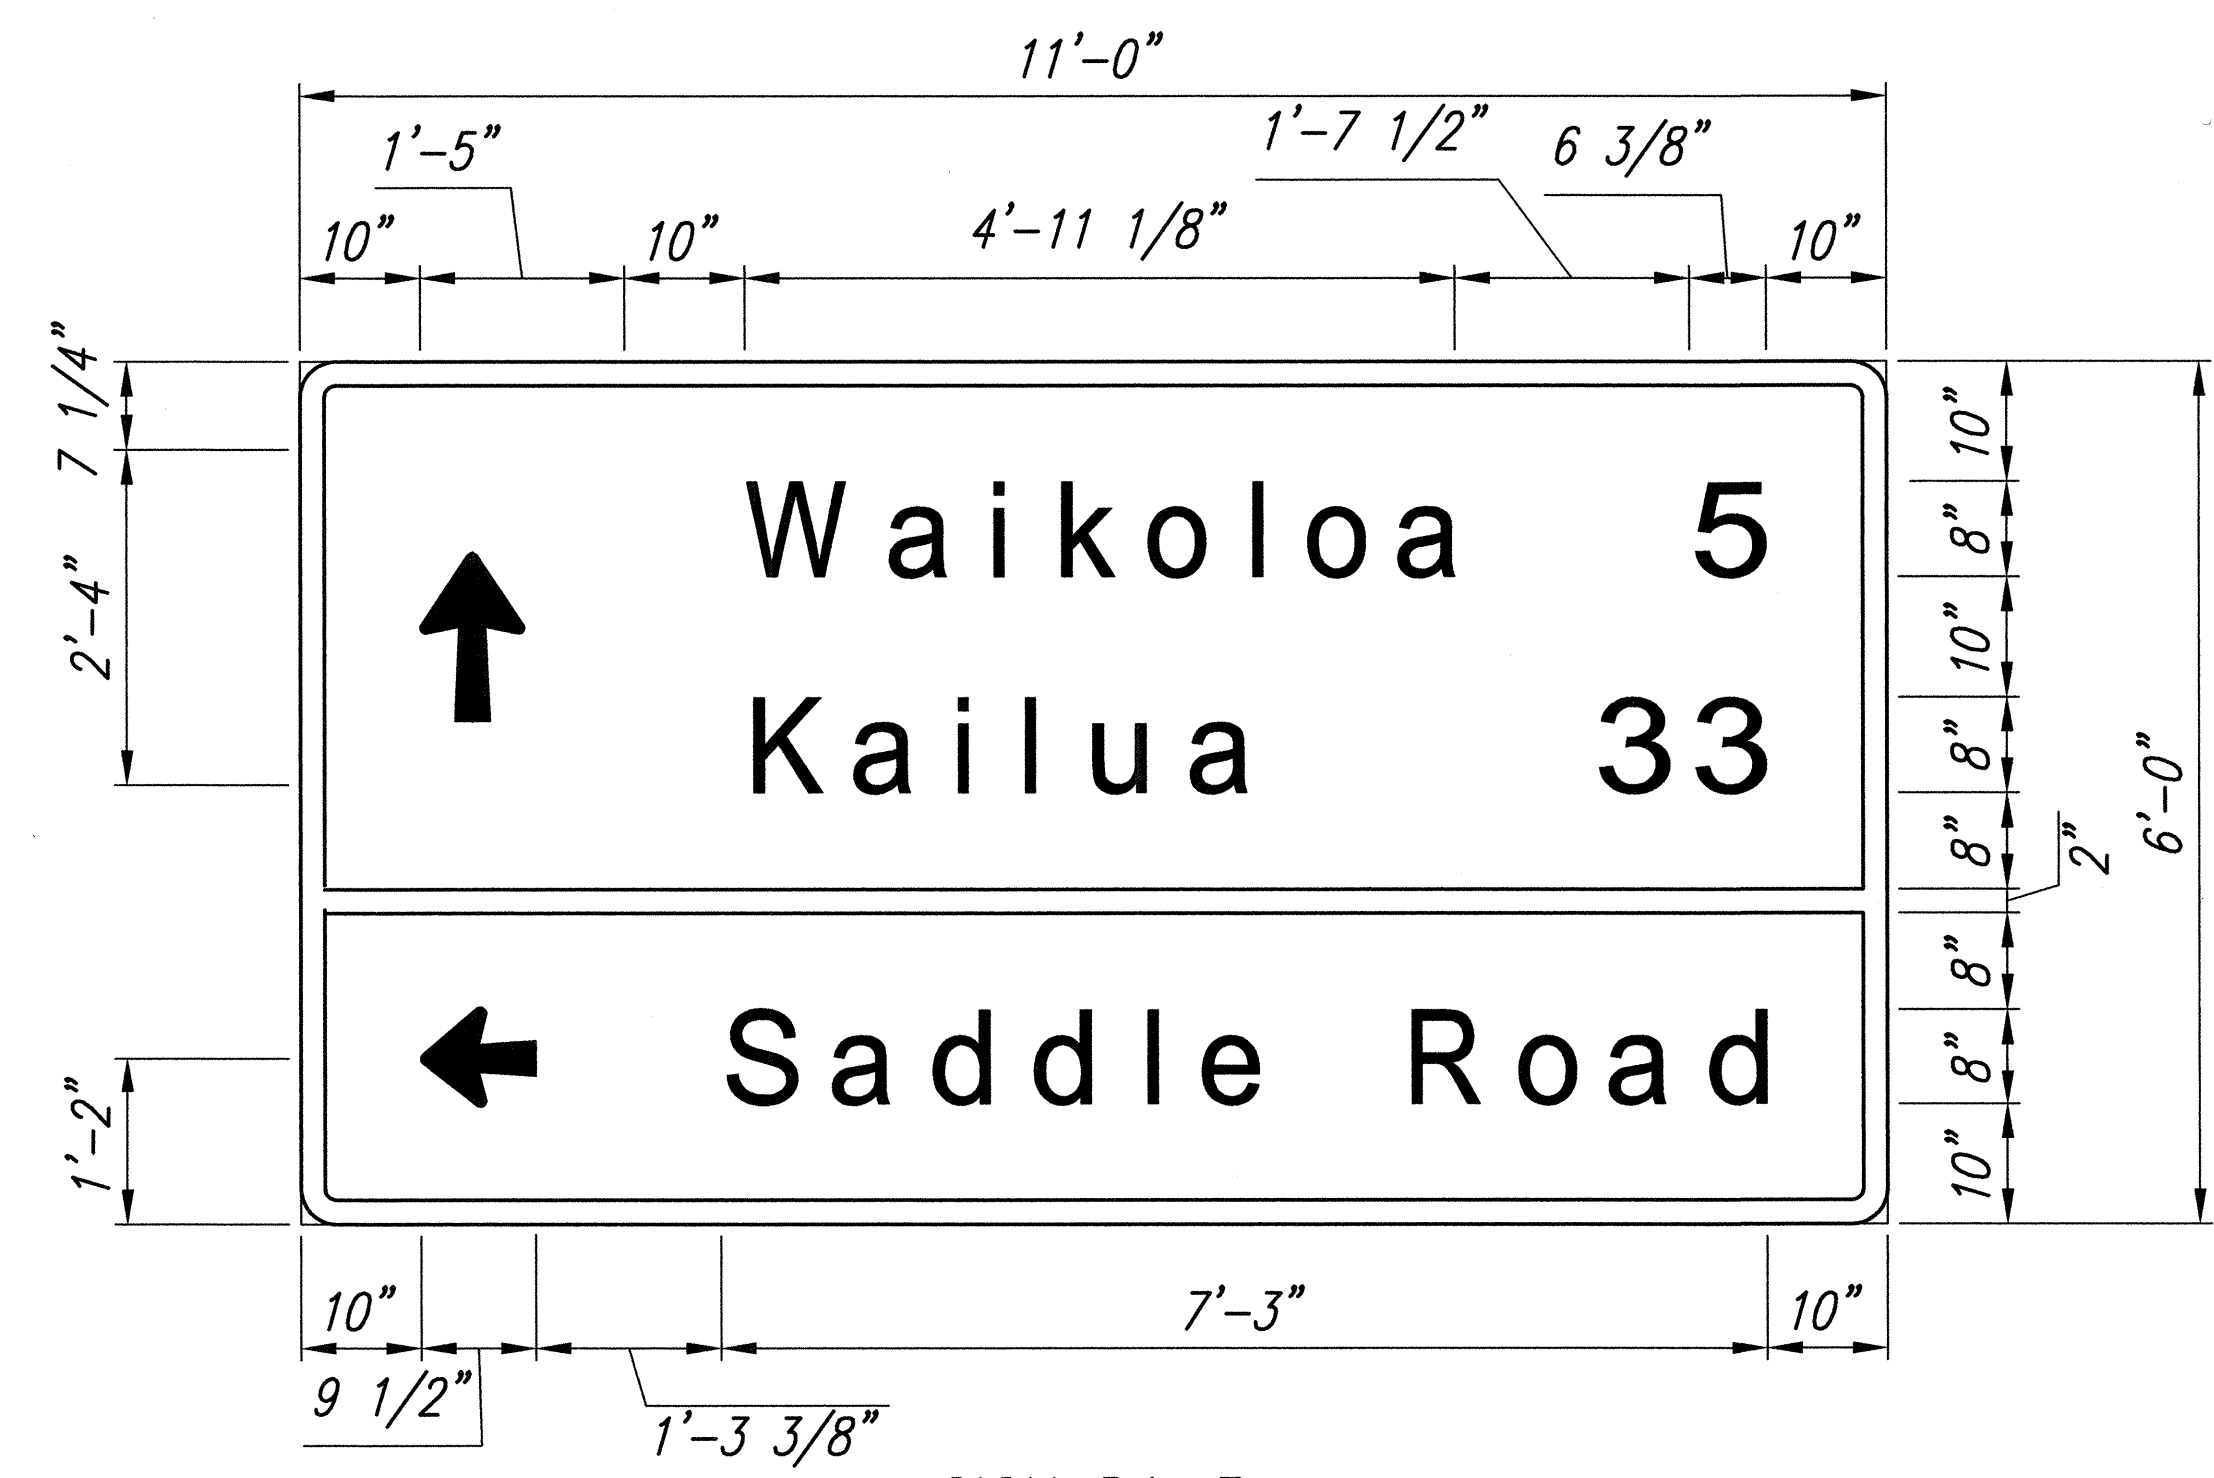 11'-0"
1'-5" 1'-7 1/2" 6 3/8"
10" 10" 4'-11 1/8" 10"
7 1/4" 10"
Waikoloa 5 8"
2'-4" 10"
Kailua 33 8"
8" 2" 6'-0"
8"
Saddle Road 8"
1'-2" 10"
10" 7'-3" 10"
9 1/2" 1'-3 3/8"